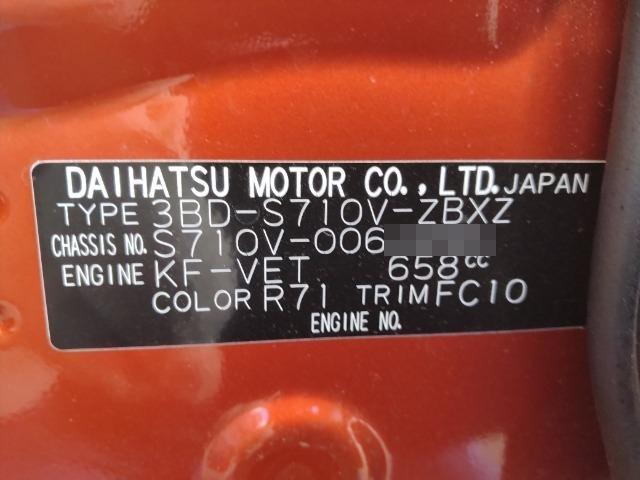 DAIHATSU MOTOR CO., LTD. JAPAN
TYPE 3BD-S710V-ZBXZ
CHASSIS NO. S710V-006
ENGINE KF-VET 658cc
COLOR R71 TRIM FC10
ENGINE NO.